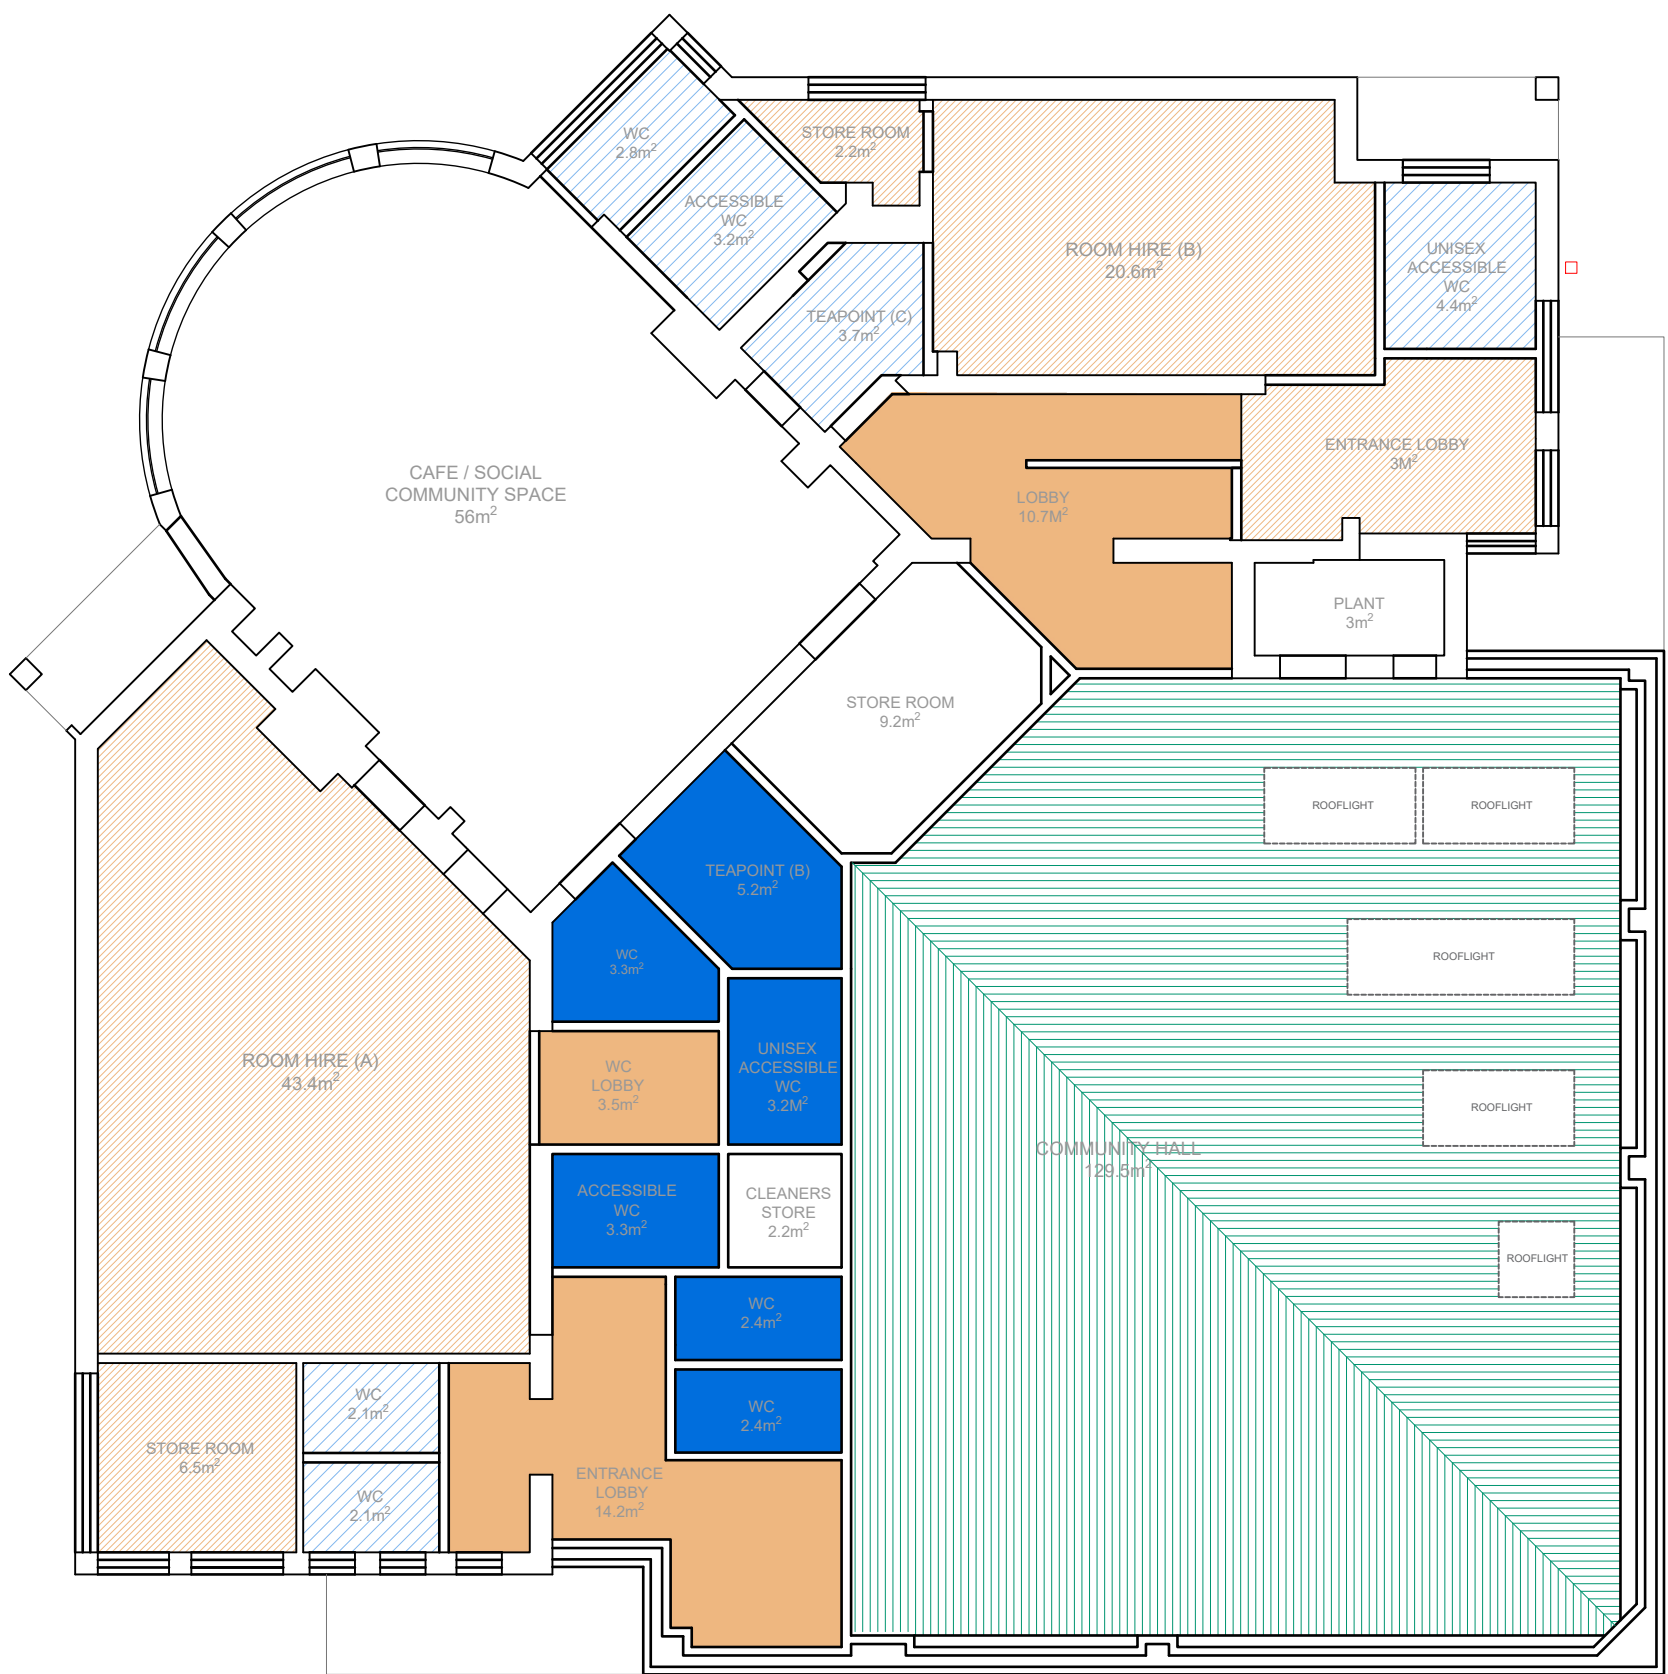 WC
2.8m²
STORE ROOM
2.2m²
ACCESSIBLE
WC
3.2m²
ROOM HIRE (B)
20.6m²
UNISEX
ACCESSIBLE
WC
4.4m²
TEAPOINT (C)
3.7m²
CAFE / SOCIAL
COMMUNITY SPACE
56m²
ENTRANCE LOBBY
3M²
LOBBY
10.7M²
PLANT
3m²
STORE ROOM
9.2m²
ROOFLIGHT
ROOFLIGHT
TEAPOINT (B)
5.2m²
WC
3.3m²
ROOFLIGHT
ROOM HIRE (A)
43.4m²
WC
LOBBY
3.5m²
UNISEX
ACCESSIBLE
WC
3.2M²
ROOFLIGHT
COMMUNITY HALL
129.5m²
ACCESSIBLE
WC
3.3m²
CLEANERS
STORE
2.2m²
ROOFLIGHT
WC
2.4m²
WC
2.1m²
WC
2.4m²
STORE ROOM
6.5m²
WC
2.1m²
ENTRANCE
LOBBY
14.2m²